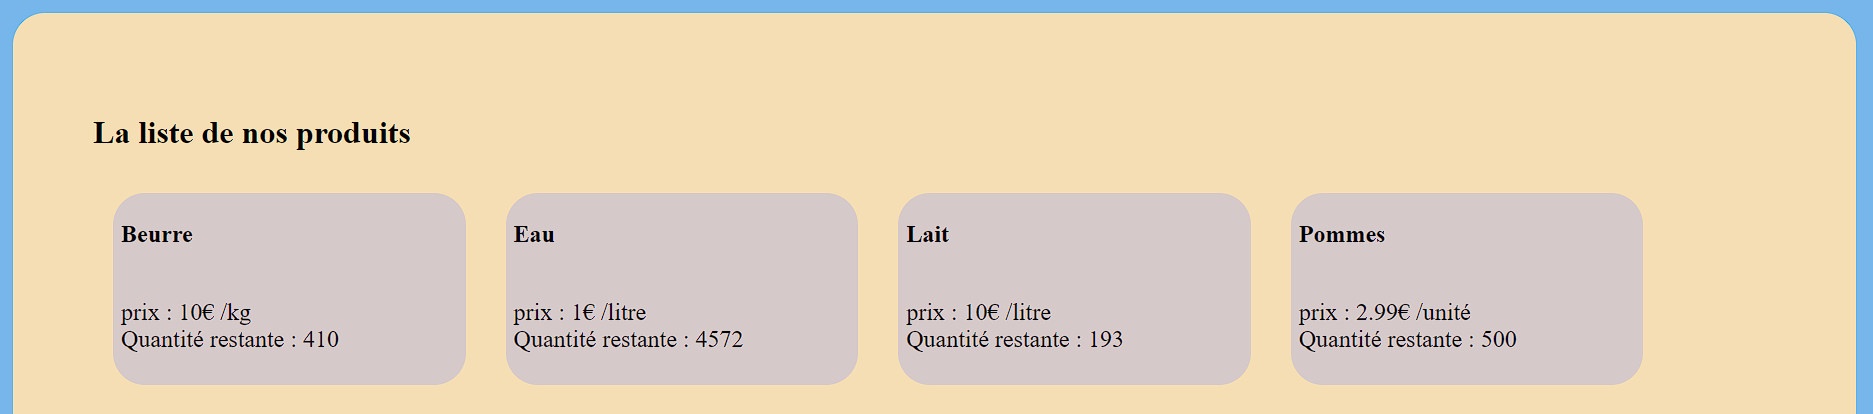 La liste de nos produits
Beurre
prix : 10€ /kg
Quantité restante : 410
Eau
prix : 1€ /litre
Quantité restante : 4572
Lait
prix : 10€ /litre
Quantité restante : 193
Pommes
prix : 2.99€ /unité
Quantité restante : 500